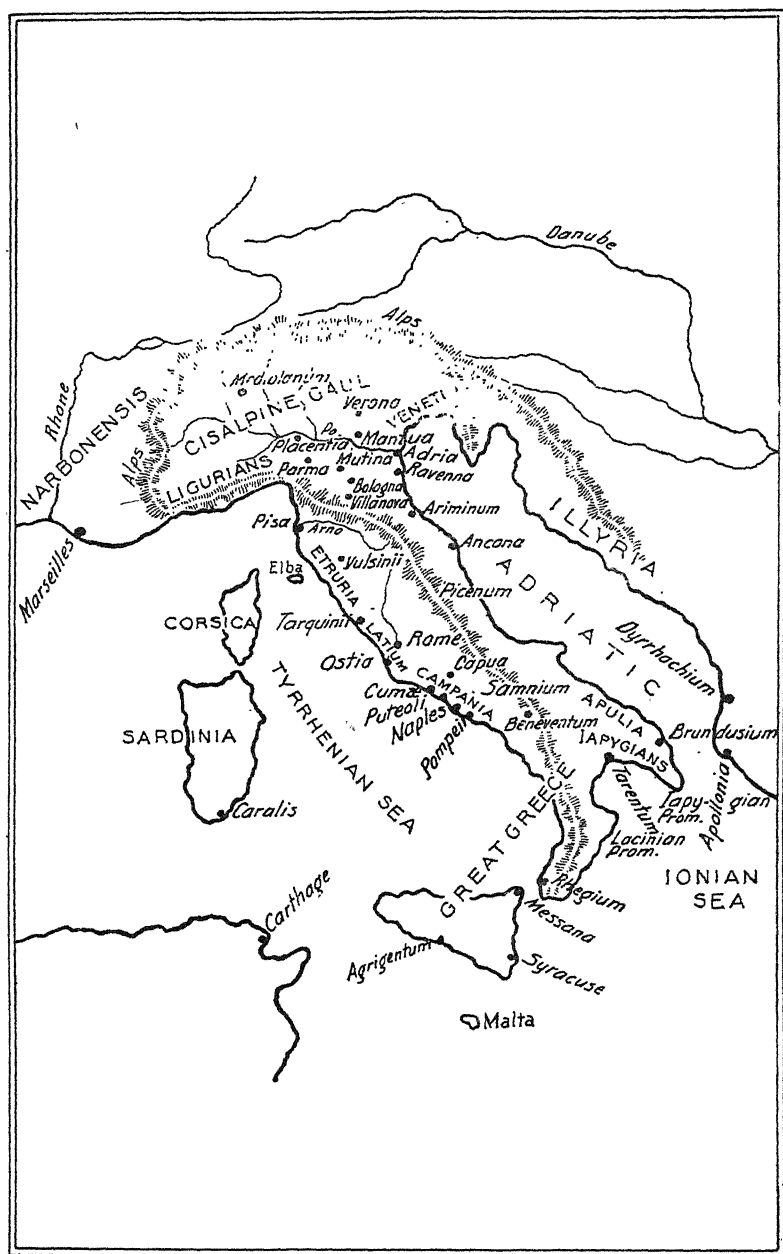 Danube
Alps
Rhone
NARBONENSIS
Alps
Mediolanum
CISALPINE GAUL
Verona
VENETI
Po
Placentia
Mantua
Adria
LIGURIANS
Parma
Mutina
Ravenna
Bologna
Villanova
Ariminum
ILLYRIA
Pisa
Arno
Ancona
Marseilles
Elba
ETRURIA
Vulsinii
Picenum
ADRIATIC
CORSICA
Tarquinii
LATIUM
Rome
Dyrrhachium
Ostia
Capua
TYRRHENIAN SEA
Cumæ
CAMPANIA
Samnium
APULIA
Puteoli
Naples
Pompeii
Beneventum
IAPYGIANS
Brundusium
SARDINIA
Caralis
Tarentum
Iapygian
Prom.
Apollonia
GREAT GREECE
Lacinian
Prom.
Rhegium
IONIAN
SEA
Carthage
Messana
Agrigentum
Syracuse
Malta